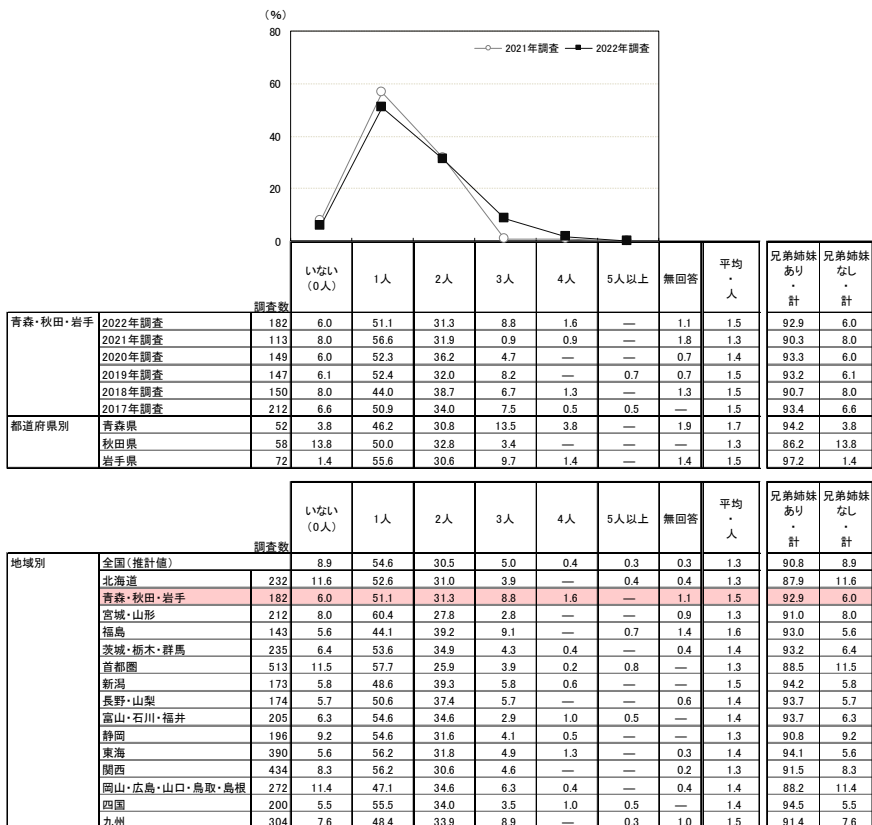 (%)
80
60
40
20
0
2021年調査 2022年調査
調査数 いない(0人) 1人 2人 3人 4人 5人以上 無回答 平均・人 兄弟姉妹あり・計 兄弟姉妹なし・計
青森・秋田・岩手 2022年調査 182 6.0 51.1 31.3 8.8 1.6 — 1.1 1.5 92.9 6.0
2021年調査 113 8.0 56.6 31.9 0.9 0.9 — 1.8 1.3 90.3 8.0
2020年調査 149 6.0 52.3 36.2 4.7 — — 0.7 1.4 93.3 6.0
2019年調査 147 6.1 52.4 32.0 8.2 — 0.7 0.7 1.5 93.2 6.1
2018年調査 150 8.0 44.0 38.7 6.7 1.3 — 1.3 1.5 90.7 8.0
2017年調査 212 6.6 50.9 34.0 7.5 0.5 0.5 — 1.5 93.4 6.6
都道府県別 青森県 52 3.8 46.2 30.8 13.5 3.8 — 1.9 1.7 94.2 3.8
秋田県 58 13.8 50.0 32.8 3.4 — — — 1.3 86.2 13.8
岩手県 72 1.4 55.6 30.6 9.7 1.4 — 1.4 1.5 97.2 1.4
調査数 いない(0人) 1人 2人 3人 4人 5人以上 無回答 平均・人 兄弟姉妹あり・計 兄弟姉妹なし・計
地域別 全国(推計値) 8.9 54.6 30.5 5.0 0.4 0.3 0.3 1.3 90.8 8.9
北海道 232 11.6 52.6 31.0 3.9 — 0.4 0.4 1.3 87.9 11.6
青森・秋田・岩手 182 6.0 51.1 31.3 8.8 1.6 — 1.1 1.5 92.9 6.0
宮城・山形 212 8.0 60.4 27.8 2.8 — — 0.9 1.3 91.0 8.0
福島 143 5.6 44.1 39.2 9.1 — 0.7 1.4 1.6 93.0 5.6
茨城・栃木・群馬 235 6.4 53.6 34.9 4.3 0.4 — 0.4 1.4 93.2 6.4
首都圏 513 11.5 57.7 25.9 3.9 0.2 0.8 — 1.3 88.5 11.5
新潟 173 5.8 48.6 39.3 5.8 0.6 — — 1.5 94.2 5.8
長野・山梨 174 5.7 50.6 37.4 5.7 — — 0.6 1.4 93.7 5.7
富山・石川・福井 205 6.3 54.6 34.6 2.9 1.0 0.5 — 1.4 93.7 6.3
静岡 196 9.2 54.6 31.6 4.1 0.5 — — 1.3 90.8 9.2
東海 390 5.6 56.2 31.8 4.9 1.3 — 0.3 1.4 94.1 5.6
関西 434 8.3 56.2 30.6 4.6 — — 0.2 1.3 91.5 8.3
岡山・広島・山口・鳥取・島根 272 11.4 47.1 34.6 6.3 0.4 — 0.4 1.4 88.2 11.4
四国 200 5.5 55.5 34.0 3.5 1.0 0.5 — 1.4 94.5 5.5
九州 304 7.6 48.4 33.9 8.9 — 0.3 1.0 1.5 91.4 7.6